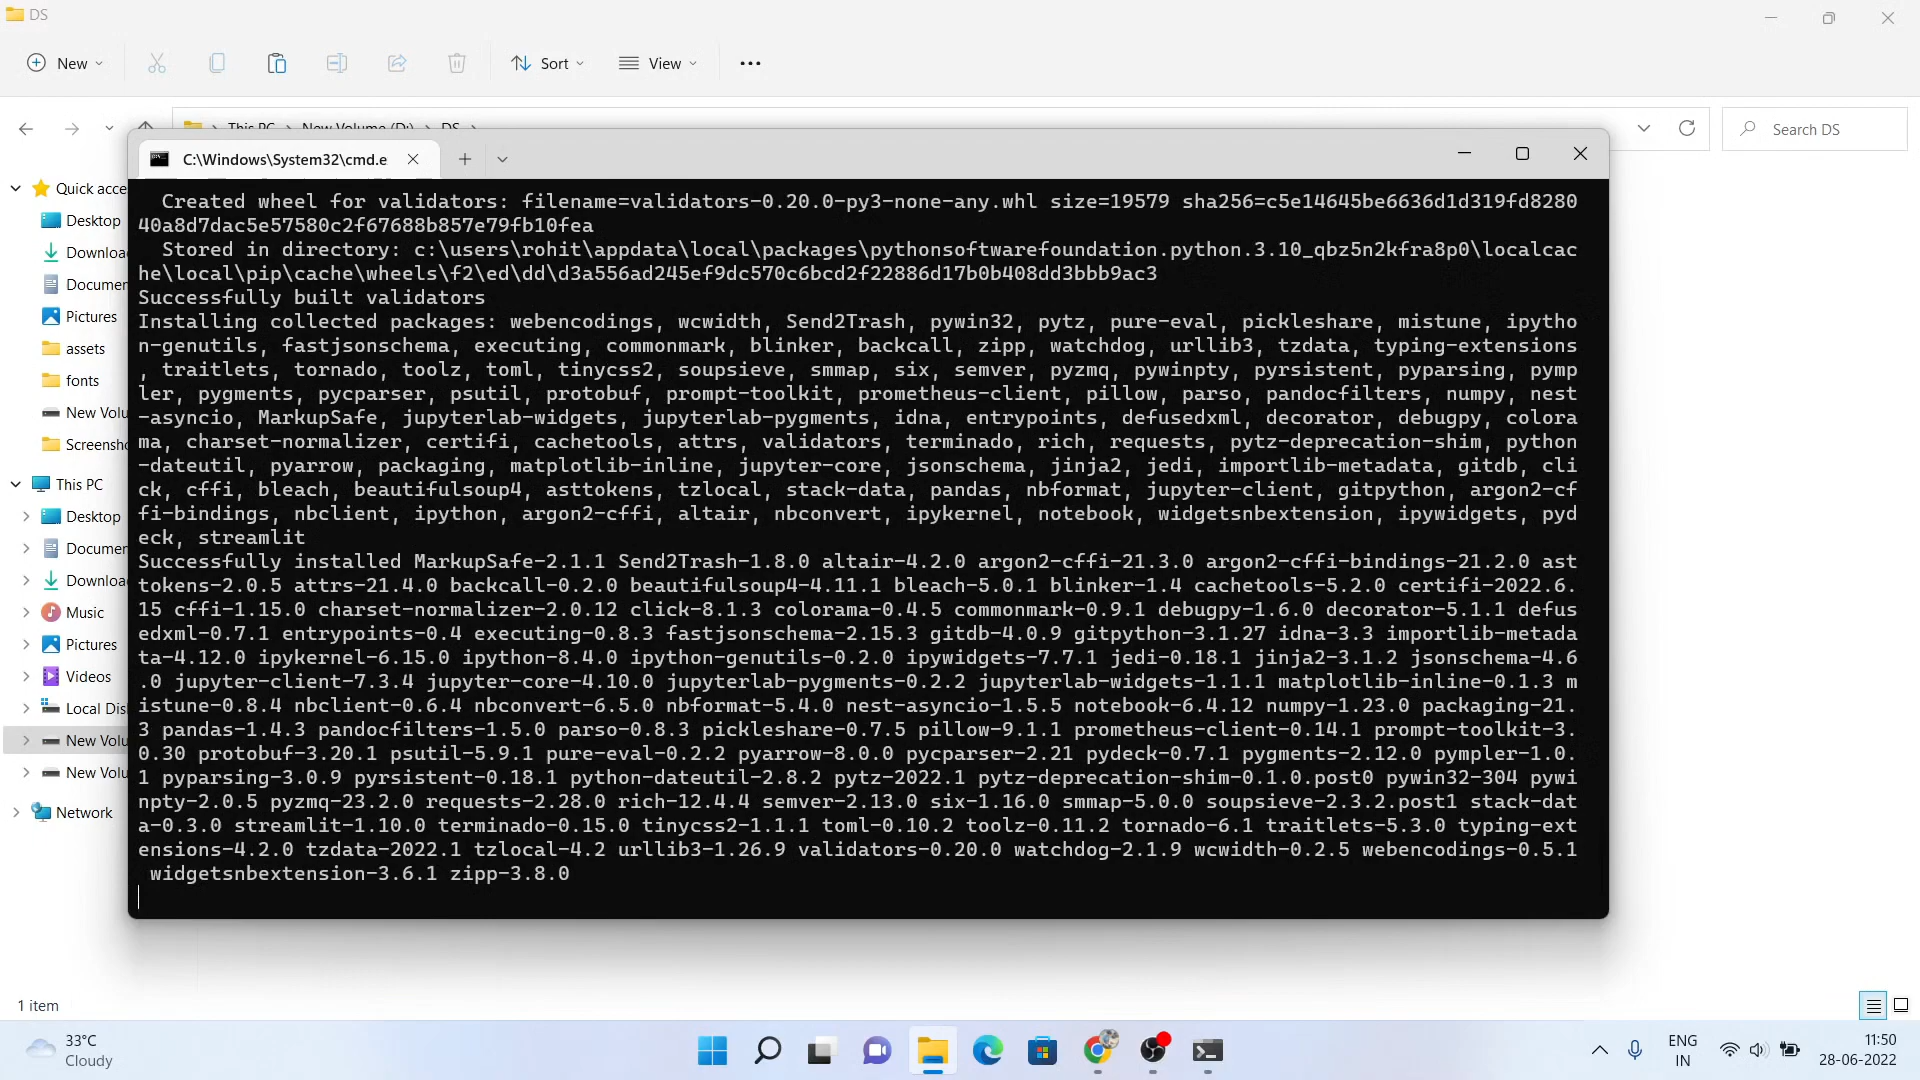 DS
New
Sort
View
This PC > New Volume (D:) > DS >
Search DS
C:\Windows\System32\cmd.e
Quick acce
Desktop
Downloa
Documer
Pictures
assets
fonts
New Volu
Screensho
This PC
Desktop
Documer
Downloa
Music
Pictures
Videos
Local Dis
New Volu
New Volu
Network
Created wheel for validators: filename=validators-0.20.0-py3-none-any.whl size=19579 sha256=c5e14645be6636d1d319fd8280
40a8d7dac5e57580c2f67688b857e79fb10fea
Stored in directory: c:\users\rohit\appdata\local\packages\pythonsoftwarefoundation.python.3.10_qbz5n2kfra8p0\localcac
he\local\pip\cache\wheels\f2\ed\dd\d3a556ad245ef9dc570c6bcd2f22886d17b0b408dd3bbb9ac3
Successfully built validators
Installing collected packages: webencodings, wcwidth, Send2Trash, pywin32, pytz, pure-eval, pickleshare, mistune, ipytho
n-genutils, fastjsonschema, executing, commonmark, blinker, backcall, zipp, watchdog, urllib3, tzdata, typing-extensions
, traitlets, tornado, toolz, toml, tinycss2, soupsieve, smmap, six, semver, pyzmq, pywinpty, pyrsistent, pyparsing, pymp
ler, pygments, pycparser, psutil, protobuf, prompt-toolkit, prometheus-client, pillow, parso, pandocfilters, numpy, nest
-asyncio, MarkupSafe, jupyterlab-widgets, jupyterlab-pygments, idna, entrypoints, defusedxml, decorator, debugpy, colora
ma, charset-normalizer, certifi, cachetools, attrs, validators, terminado, rich, requests, pytz-deprecation-shim, python
-dateutil, pyarrow, packaging, matplotlib-inline, jupyter-core, jsonschema, jinja2, jedi, importlib-metadata, gitdb, cli
ck, cffi, bleach, beautifulsoup4, asttokens, tzlocal, stack-data, pandas, nbformat, jupyter-client, gitpython, argon2-cf
fi-bindings, nbclient, ipython, argon2-cffi, altair, nbconvert, ipykernel, notebook, widgetsnbextension, ipywidgets, pyd
eck, streamlit
Successfully installed MarkupSafe-2.1.1 Send2Trash-1.8.0 altair-4.2.0 argon2-cffi-21.3.0 argon2-cffi-bindings-21.2.0 ast
tokens-2.0.5 attrs-21.4.0 backcall-0.2.0 beautifulsoup4-4.11.1 bleach-5.0.1 blinker-1.4 cachetools-5.2.0 certifi-2022.6.
15 cffi-1.15.0 charset-normalizer-2.0.12 click-8.1.3 colorama-0.4.5 commonmark-0.9.1 debugpy-1.6.0 decorator-5.1.1 defus
edxml-0.7.1 entrypoints-0.4 executing-0.8.3 fastjsonschema-2.15.3 gitdb-4.0.9 gitpython-3.1.27 idna-3.3 importlib-metada
ta-4.12.0 ipykernel-6.15.0 ipython-8.4.0 ipython-genutils-0.2.0 ipywidgets-7.7.1 jedi-0.18.1 jinja2-3.1.2 jsonschema-4.6
.0 jupyter-client-7.3.4 jupyter-core-4.10.0 jupyterlab-pygments-0.2.2 jupyterlab-widgets-1.1.1 matplotlib-inline-0.1.3 m
istune-0.8.4 nbclient-0.6.4 nbconvert-6.5.0 nbformat-5.4.0 nest-asyncio-1.5.5 notebook-6.4.12 numpy-1.23.0 packaging-21.
3 pandas-1.4.3 pandocfilters-1.5.0 parso-0.8.3 pickleshare-0.7.5 pillow-9.1.1 prometheus-client-0.14.1 prompt-toolkit-3.
0.30 protobuf-3.20.1 psutil-5.9.1 pure-eval-0.2.2 pyarrow-8.0.0 pycparser-2.21 pydeck-0.7.1 pygments-2.12.0 pympler-1.0.
1 pyparsing-3.0.9 pyrsistent-0.18.1 python-dateutil-2.8.2 pytz-2022.1 pytz-deprecation-shim-0.1.0.post0 pywin32-304 pywi
npty-2.0.5 pyzmq-23.2.0 requests-2.28.0 rich-12.4.4 semver-2.13.0 six-1.16.0 smmap-5.0.0 soupsieve-2.3.2.post1 stack-dat
a-0.3.0 streamlit-1.10.0 terminado-0.15.0 tinycss2-1.1.1 toml-0.10.2 toolz-0.11.2 tornado-6.1 traitlets-5.3.0 typing-ext
ensions-4.2.0 tzdata-2022.1 tzlocal-4.2 urllib3-1.26.9 validators-0.20.0 watchdog-2.1.9 wcwidth-0.2.5 webencodings-0.5.1
widgetsnbextension-3.6.1 zipp-3.8.0
1 item
33°C
Cloudy
ENG
IN
11:50
28-06-2022